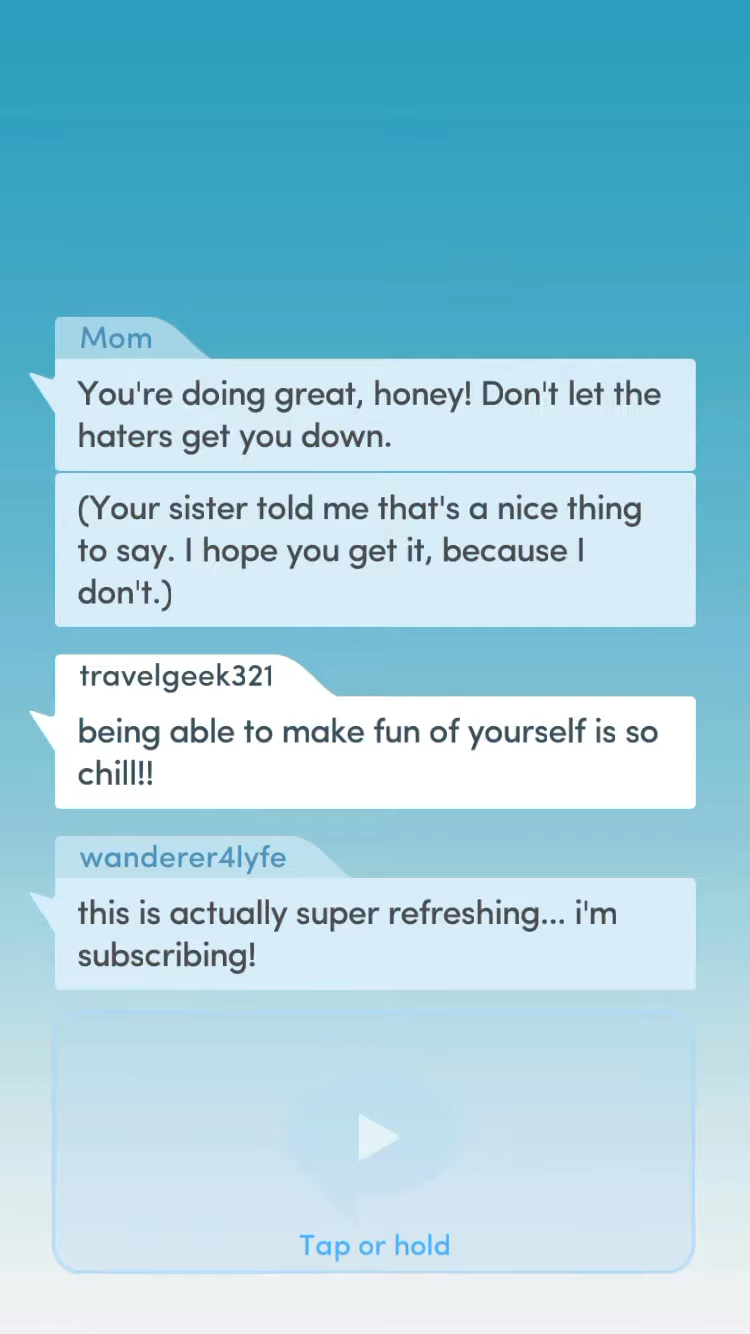 Mom
You're doing great, honey! Don't let the
haters get you down.
(Your sister told me that's a nice thing
to say. I hope you get it, because I
don't.)
travelgeek321
being able to make fun of yourself is so
chill!!
wanderer4lyfe
this is actually super refreshing... i'm
subscribing!
Tap or hold